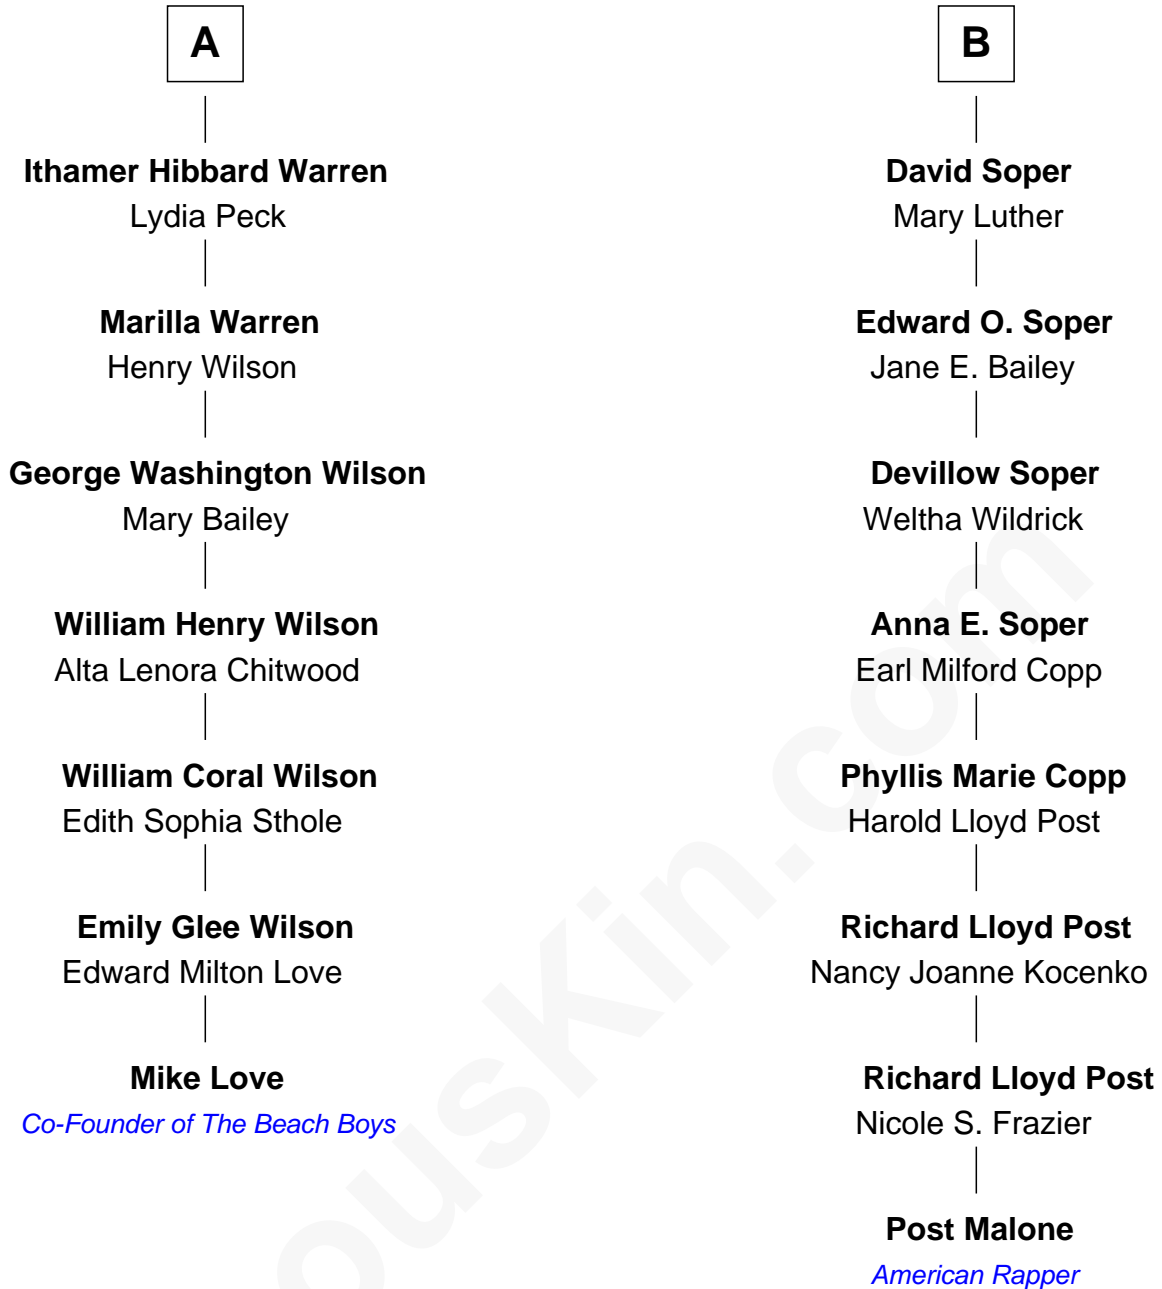 A
Ithamer Hibbard Warren
Lydia Peck
Marilla Warren
Henry Wilson
George Washington Wilson
Mary Bailey
William Henry Wilson
Alta Lenora Chitwood
William Coral Wilson
Edith Sophia Sthole
Emily Glee Wilson
Edward Milton Love
Mike Love
Co-Founder of The Beach Boys
B
David Soper
Mary Luther
Edward O. Soper
Jane E. Bailey
Devillow Soper
Weltha Wildrick
Anna E. Soper
Earl Milford Copp
Phyllis Marie Copp
Harold Lloyd Post
Richard Lloyd Post
Nancy Joanne Kocenko
Richard Lloyd Post
Nicole S. Frazier
Post Malone
American Rapper
ousKin.com